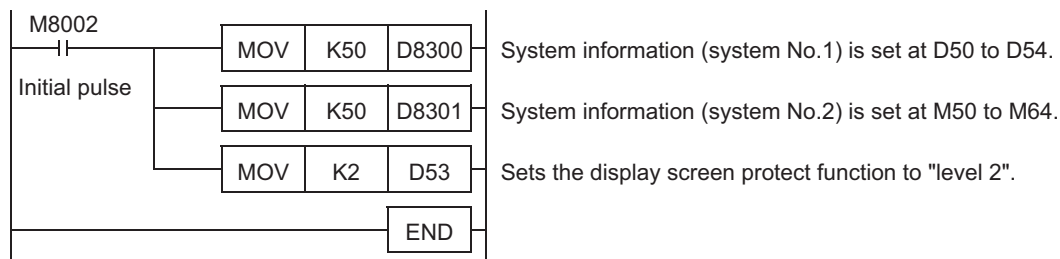 M8002
MOV K50 D8300 System information (system No.1) is set at D50 to D54.
Initial pulse
MOV K50 D8301 System information (system No.2) is set at M50 to M64.
MOV K2 D53 Sets the display screen protect function to "level 2".
END